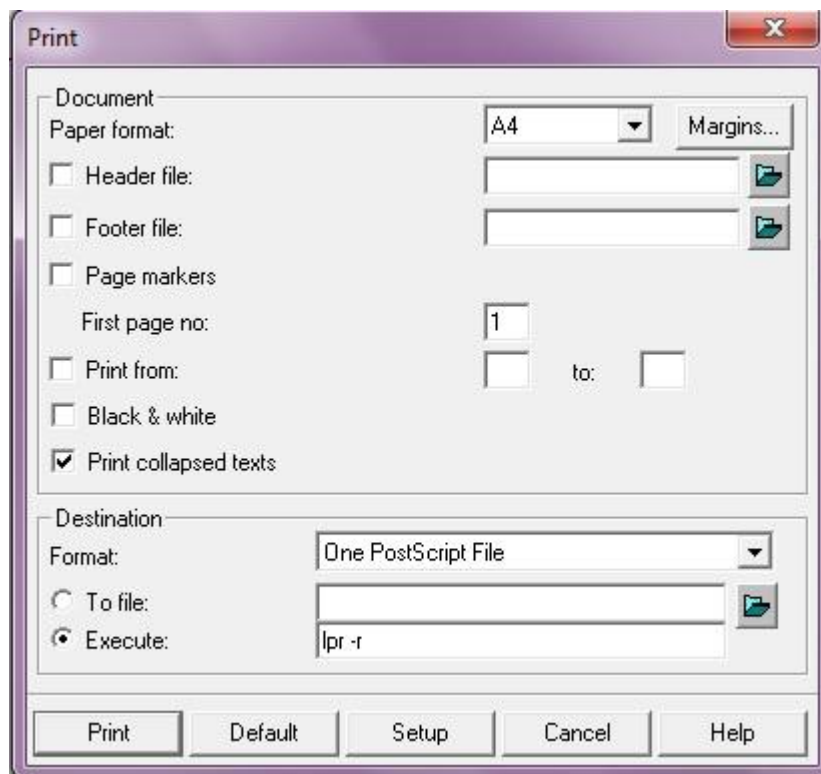 Print
Document
Paper format: A4 Margins...
Header file:
Footer file:
Page markers
First page no: 1
Print from: to:
Black & white
Print collapsed texts
Destination
Format: One PostScript File
To file:
Execute: lpr -r
Print Default Setup Cancel Help